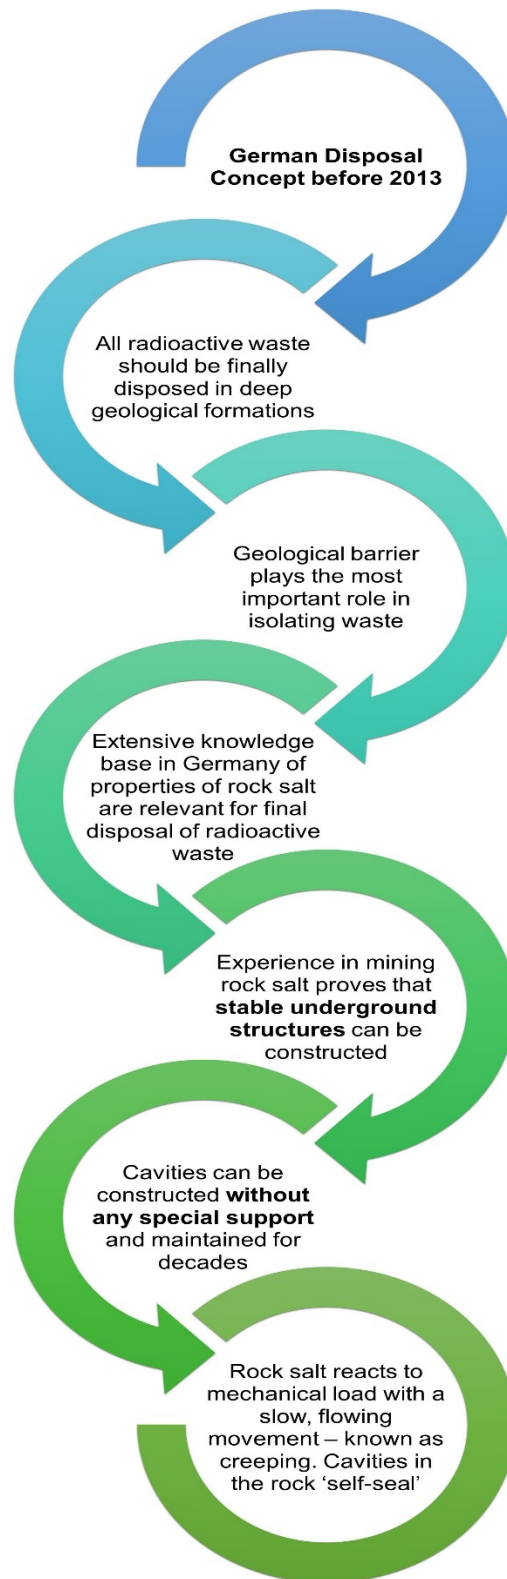 German Disposal
Concept before 2013
All radioactive waste
should be finally
disposed in deep
geological formations
Geological barrier
plays the most
important role in
isolating waste
Extensive knowledge
base in Germany of
properties of rock salt
are relevant for final
disposal of radioactive
waste
Experience in mining
rock salt proves that
stable underground
structures can be
constructed
Cavities can be
constructed without
any special support
and maintained for
decades
Rock salt reacts to
mechanical load with a
slow, flowing
movement – known as
creeping. Cavities in
the rock ‘self-seal’